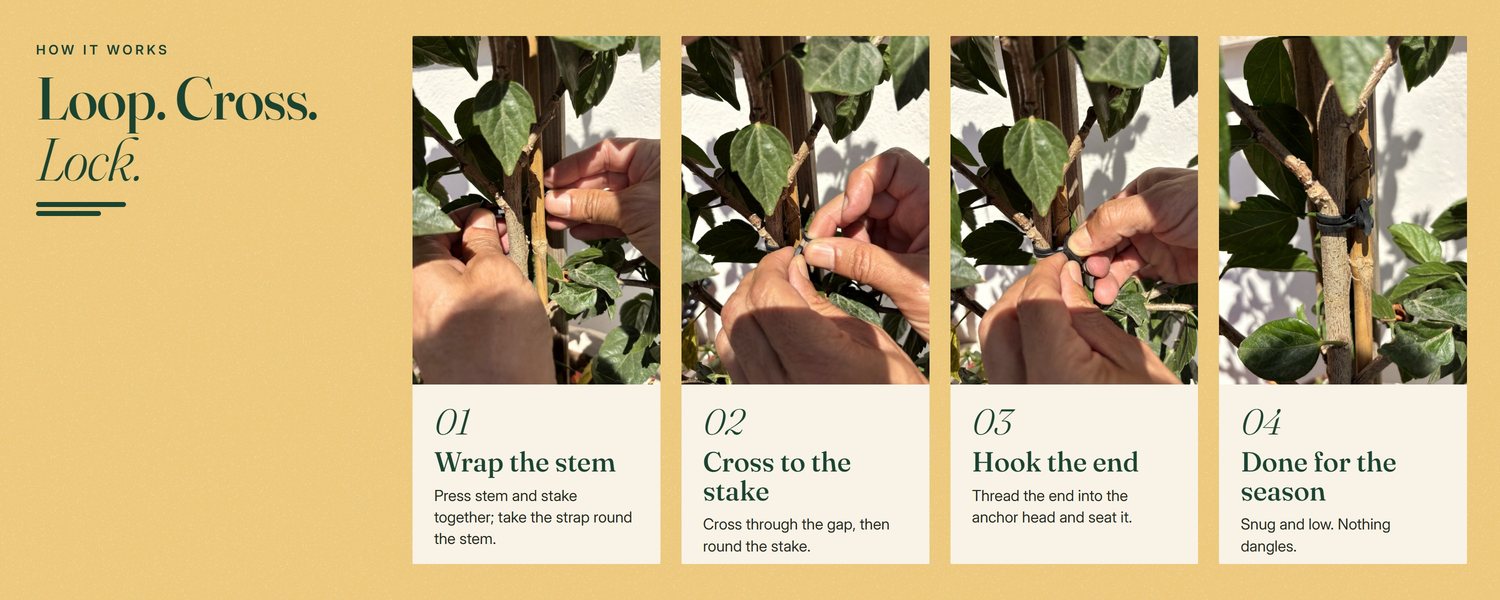 HOW IT WORKS
Loop. Cross.
Lock.
01
Wrap the stem
Press stem and stake
together; take the strap round
the stem.
02
Cross to the
stake
Cross through the gap, then
round the stake.
03
Hook the end
Thread the end into the
anchor head and seat it.
04
Done for the
season
Snug and low. Nothing
dangles.